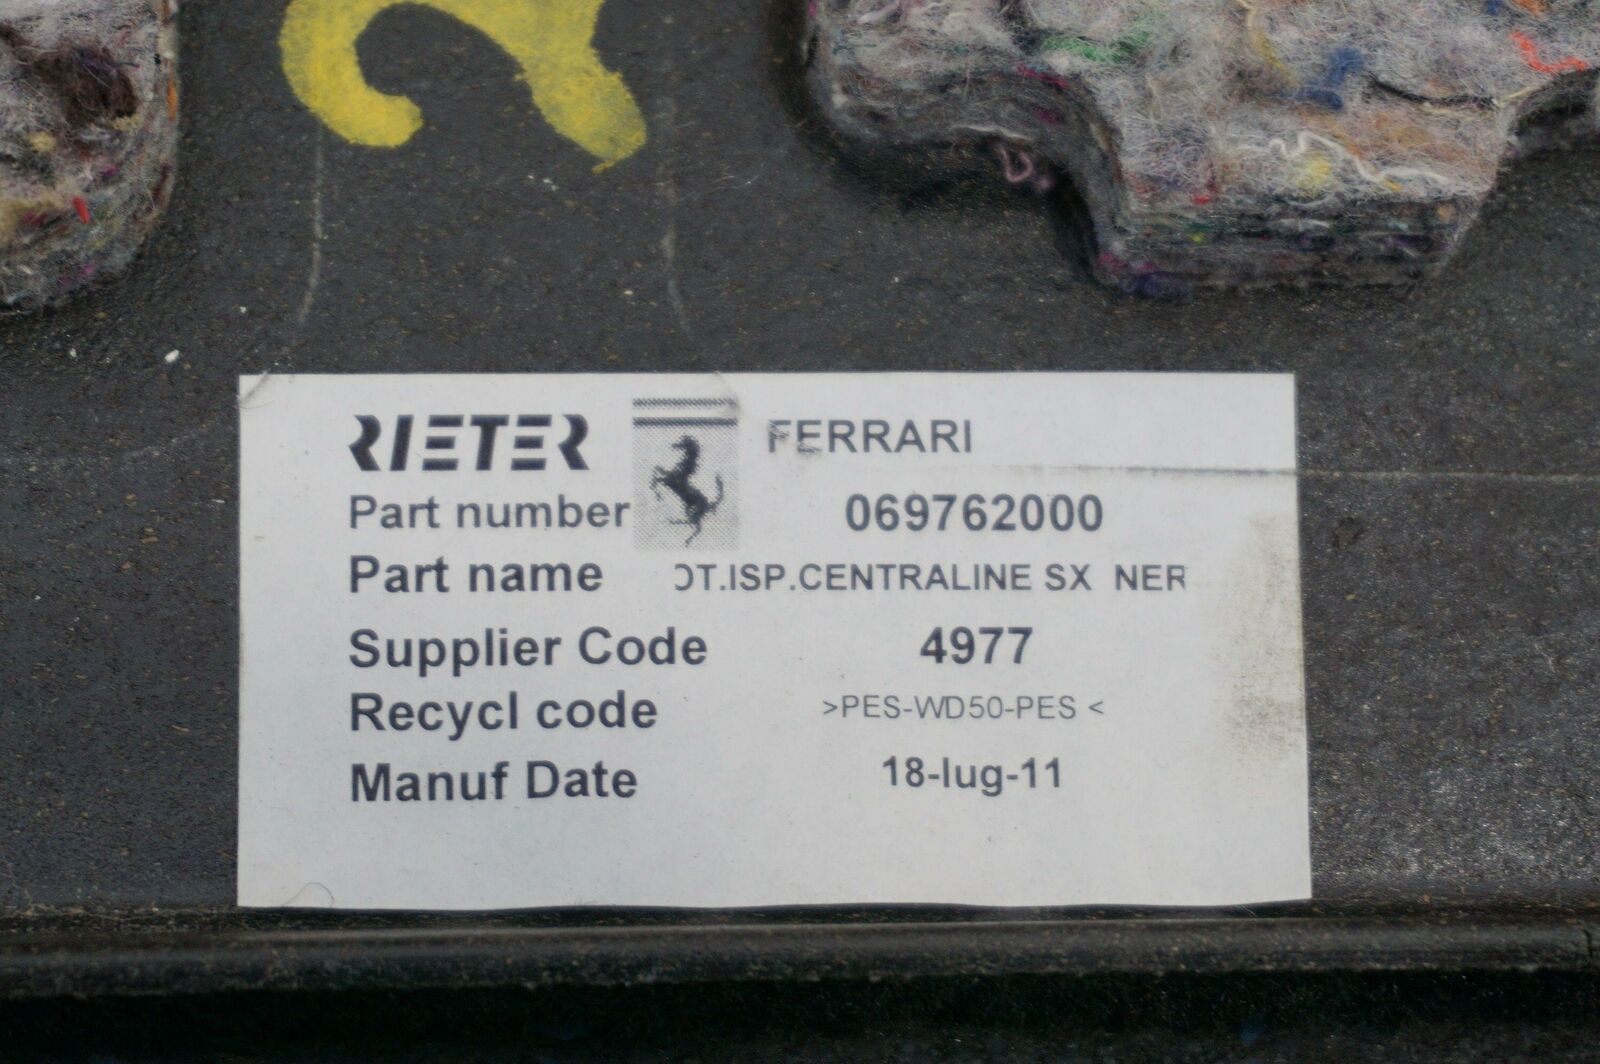 RIETER FERRARI
Part number 069762000
Part name OT.ISP.CENTRALINE SX NER
Supplier Code 4977
Recycl code >PES-WD50-PES <
Manuf Date 18-lug-11